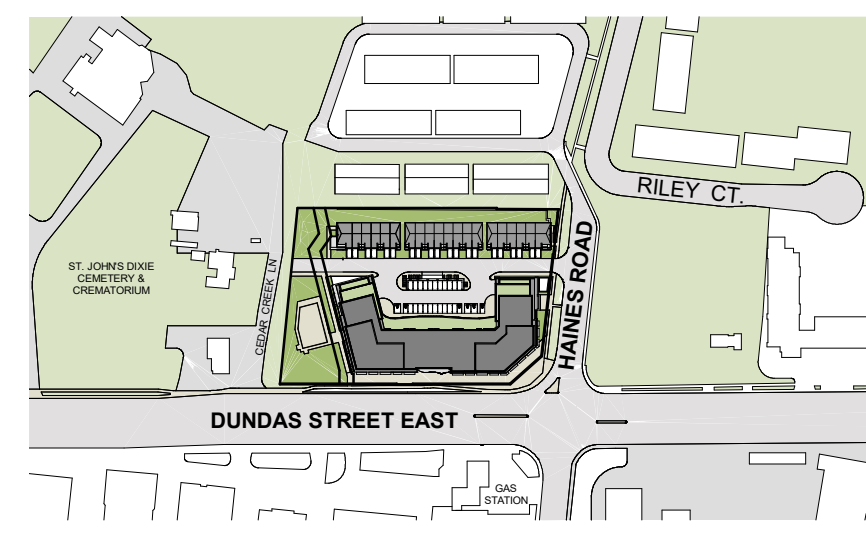 RILEY CT.
HAINES ROAD
ST. JOHN'S DIXIE
CEMETERY &
CREMATORIUM
CEDAR CREEK LN
DUNDAS STREET EAST
GAS
STATION